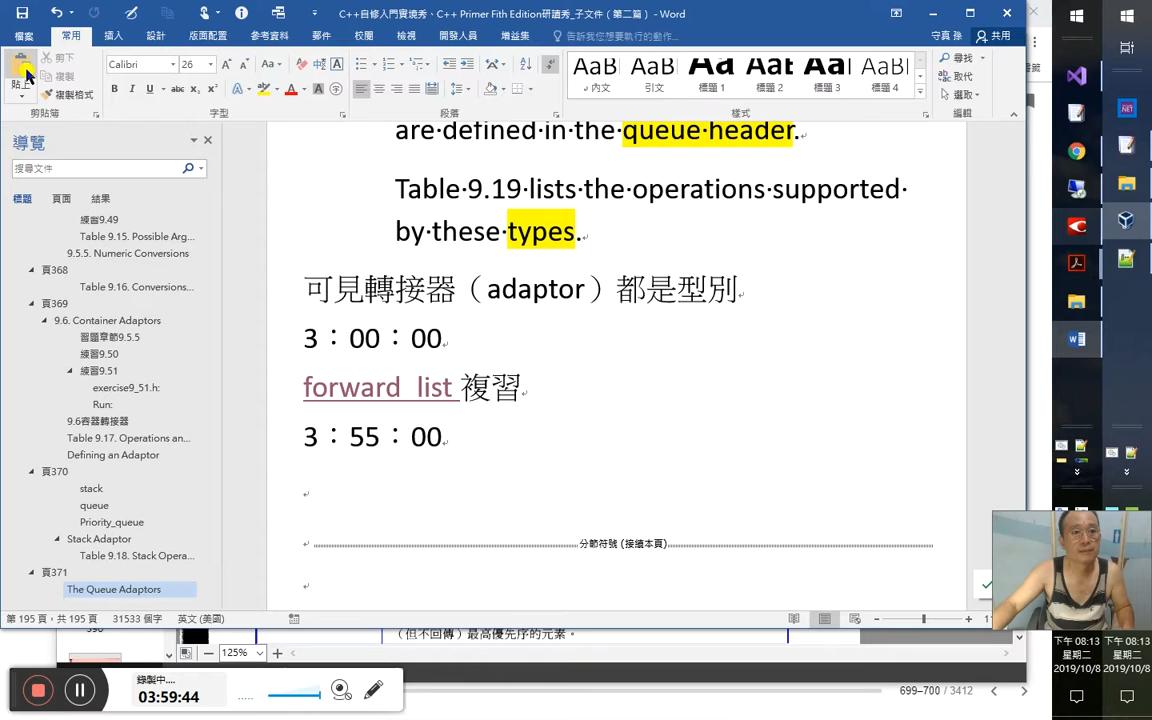 C++自修入門實境秀、C++ Primer Fith Edition研讀秀_子文件（第二篇） - Word
檔案 常用 插入 設計 版面配置 參考資料 郵件 校閱 檢視 開發人員 增益集 告訴我您想要執行的動作... 守真 孫 共用
貼上 剪下 複製 複製格式
Calibri 26
AaBbC AaBbC
內文 引文 標題 1 標題 2 標題 3 標題 4
尋找 取代 選取
剪貼簿 字型 段落 樣式
導覽
搜尋文件
標題 頁面 結果
練習9.49
Table 9.15. Possible Arg...
9.5.5. Numeric Conversions
頁368
Table 9.16. Conversions...
頁369
9.6. Container Adaptors
習題章節9.5.5
練習9.50
練習9.51
exercise9_51.h:
Run:
9.6容器轉接器
Table 9.17. Operations an...
Defining an Adaptor
頁370
stack
queue
Priority_queue
Stack Adaptor
Table 9.18. Stack Opera...
頁371
The Queue Adaptors
are·defined·in·the·queue·header.
Table·9.19·lists·the·operations·supported·
by·these·types.
可見轉接器（adaptor）都是型別
3：00：00
forward_list 複習
3：55：00
分節符號 (接續本頁)
第 195 頁，共 195 頁 31533 個字 英文 (美國)
（但不回傳）最高優先序的元素。
125%
699–700 / 3412
錄製中....
03:59:44
下午 08:13
星期二
2019/10/8
下午 08:13
星期二
2019/10/8